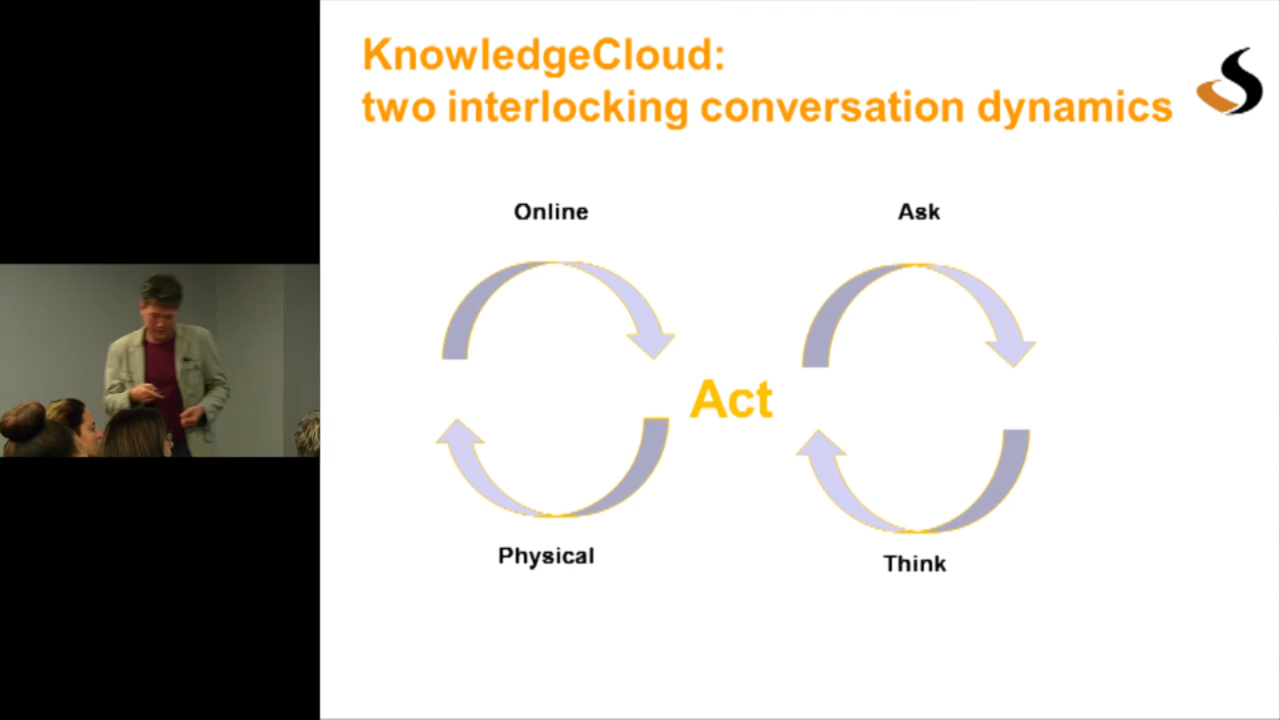 KnowledgeCloud:
two interlocking conversation dynamics
Online
Ask
Act
Physical
Think